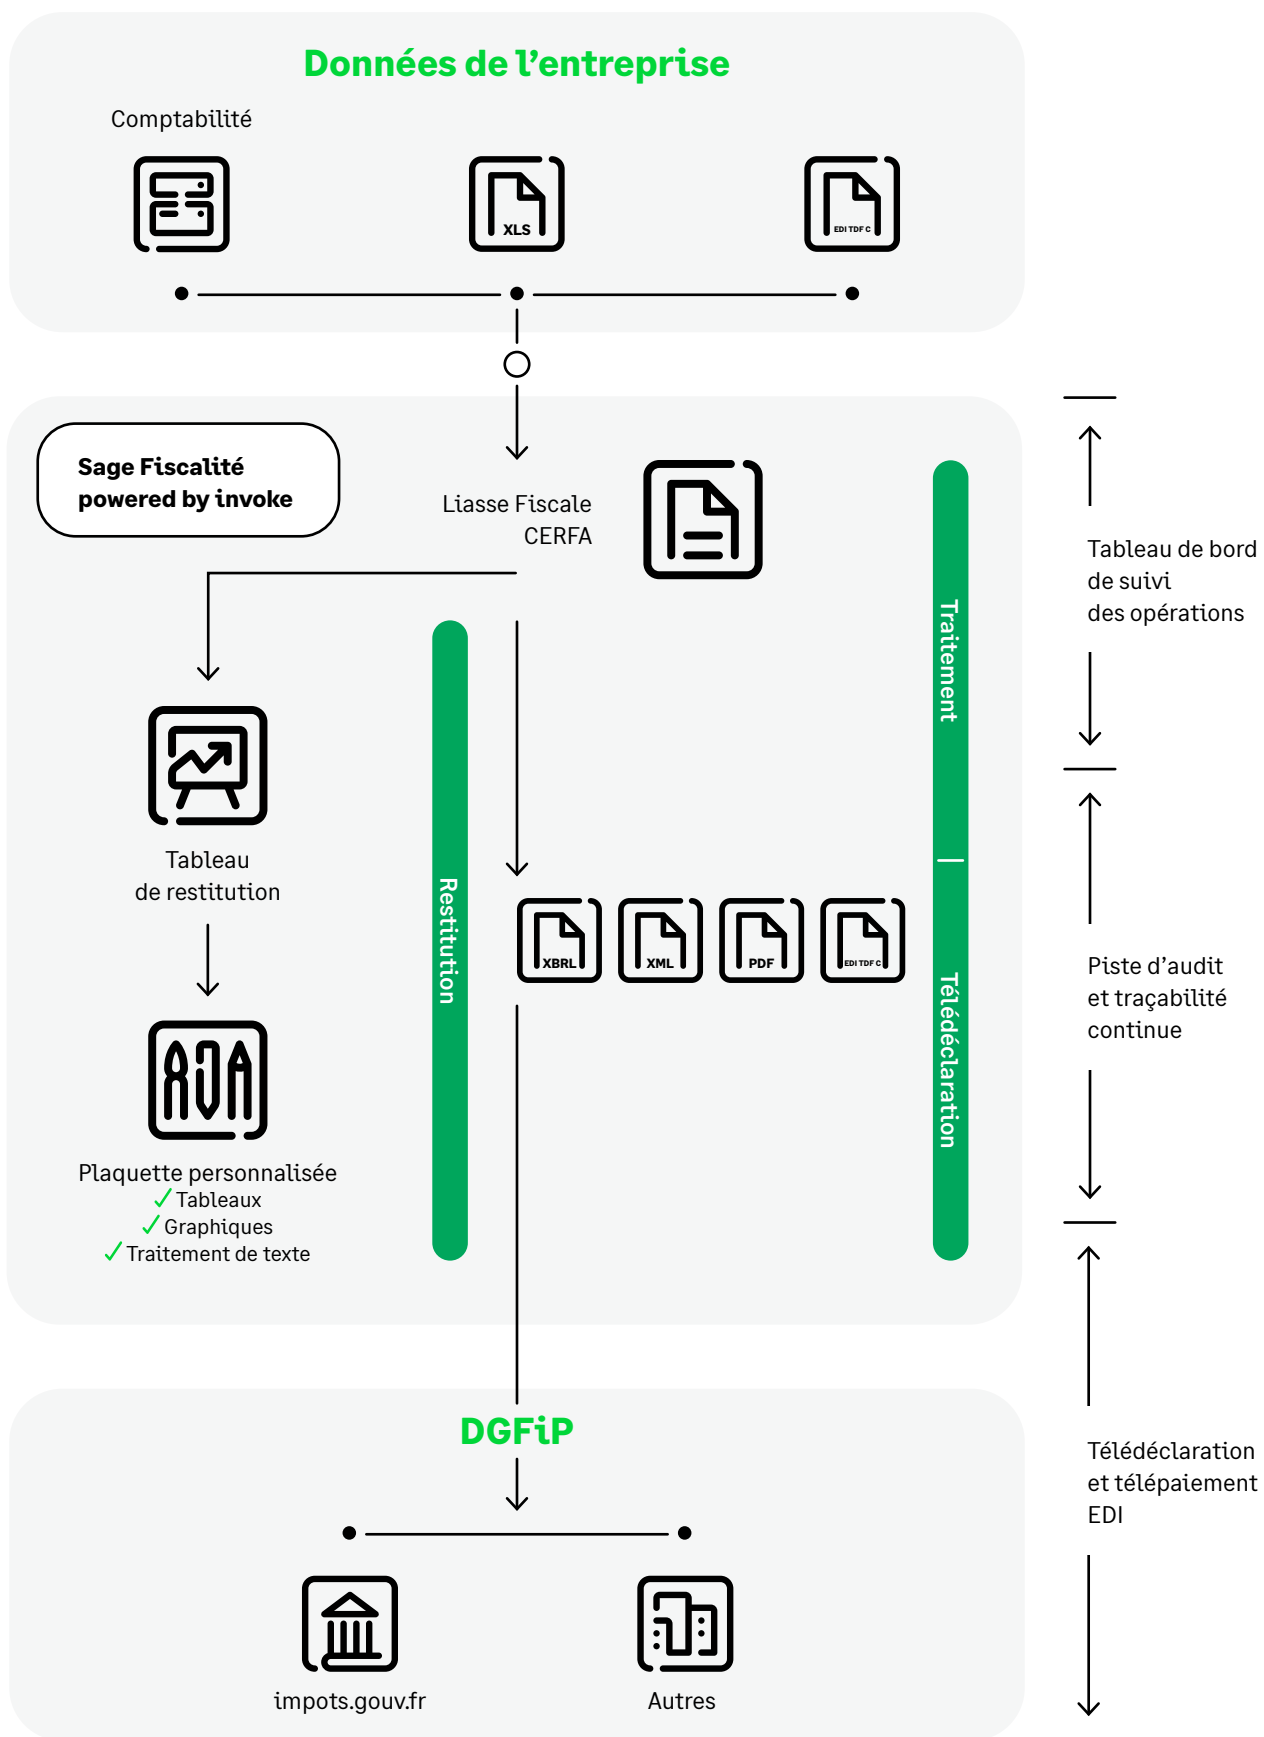 Données de l’entreprise
Comptabilité
XLS
EDI TDF C
Sage Fiscalité
powered by invoke
Liasse Fiscale
CERFA
Traitement
Tableau de bord
de suivi
des opérations
Tableau
de restitution
Restitution
XBRL
XML
PDF
EDI TDF C
Télédéclaration
Piste d’audit
et traçabilité
continue
Plaquette personnalisée
✓ Tableaux
✓ Graphiques
✓ Traitement de texte
DGFiP
Télédéclaration
et télépaiement
EDI
impots.gouv.fr
Autres